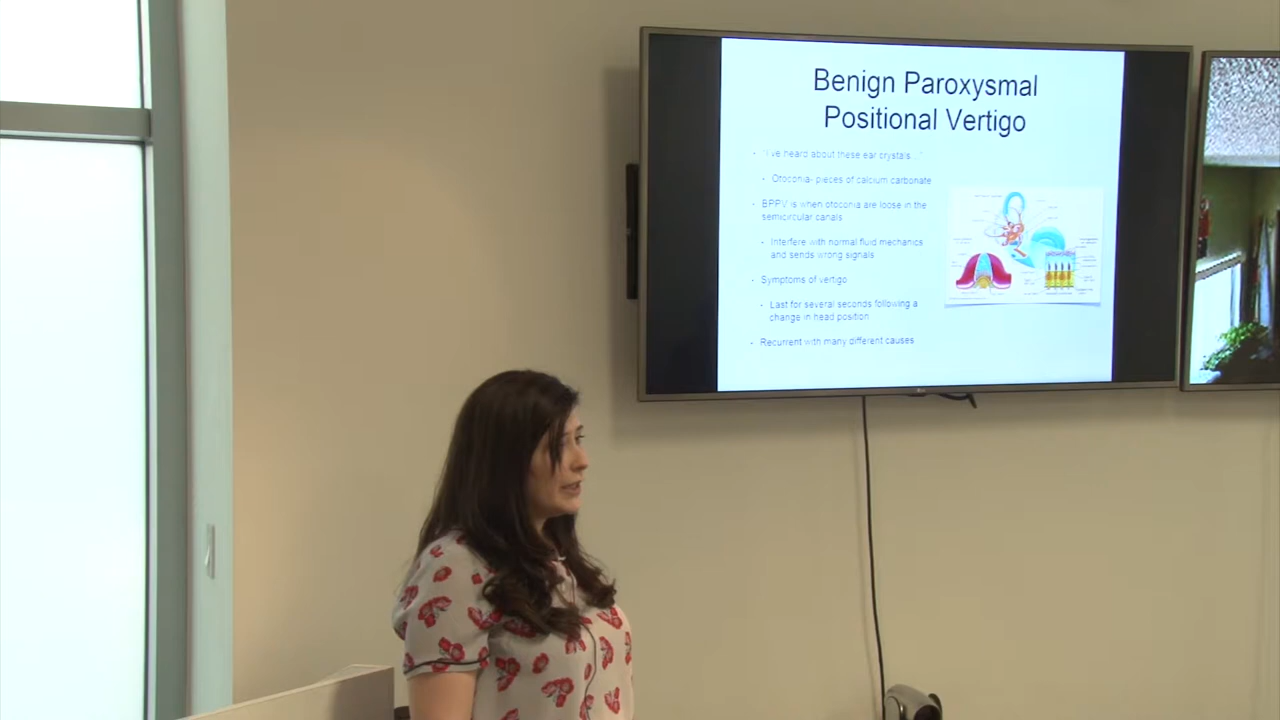 Benign Paroxysmal
Positional Vertigo
- "I've heard about these ear crystals..."
- Otoconia- pieces of calcium carbonate
- BPPV is when otoconia are loose in the
semicircular canals
- Interfere with normal fluid mechanics
and sends wrong signals
- Symptoms of vertigo
- Last for several seconds following a
change in head position
- Recurrent with many different causes
LG